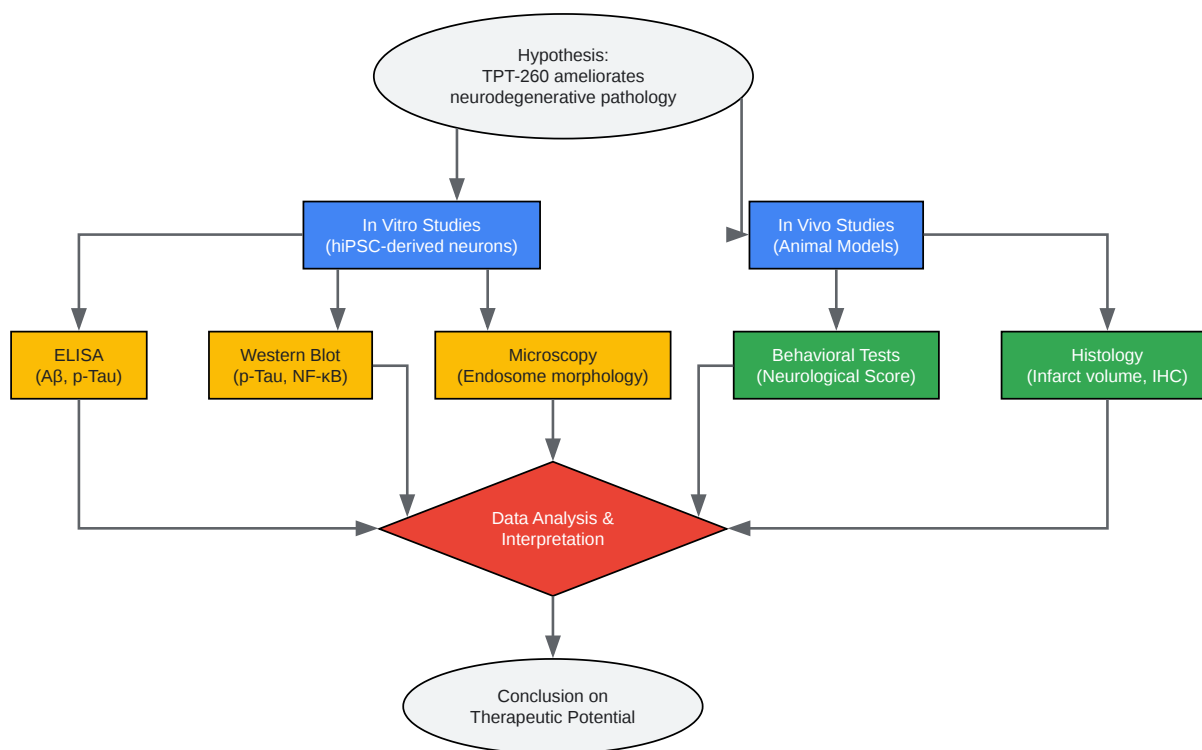 Hypothesis:
TPT-260 ameliorates
neurodegenerative pathology
In Vitro Studies
(hiPSC-derived neurons)
In Vivo Studies
(Animal Models)
ELISA
(Aβ, p-Tau)
Western Blot
(p-Tau, NF-κB)
Microscopy
(Endosome morphology)
Behavioral Tests
(Neurological Score)
Histology
(Infarct volume, IHC)
Data Analysis &
Interpretation
Conclusion on
Therapeutic Potential